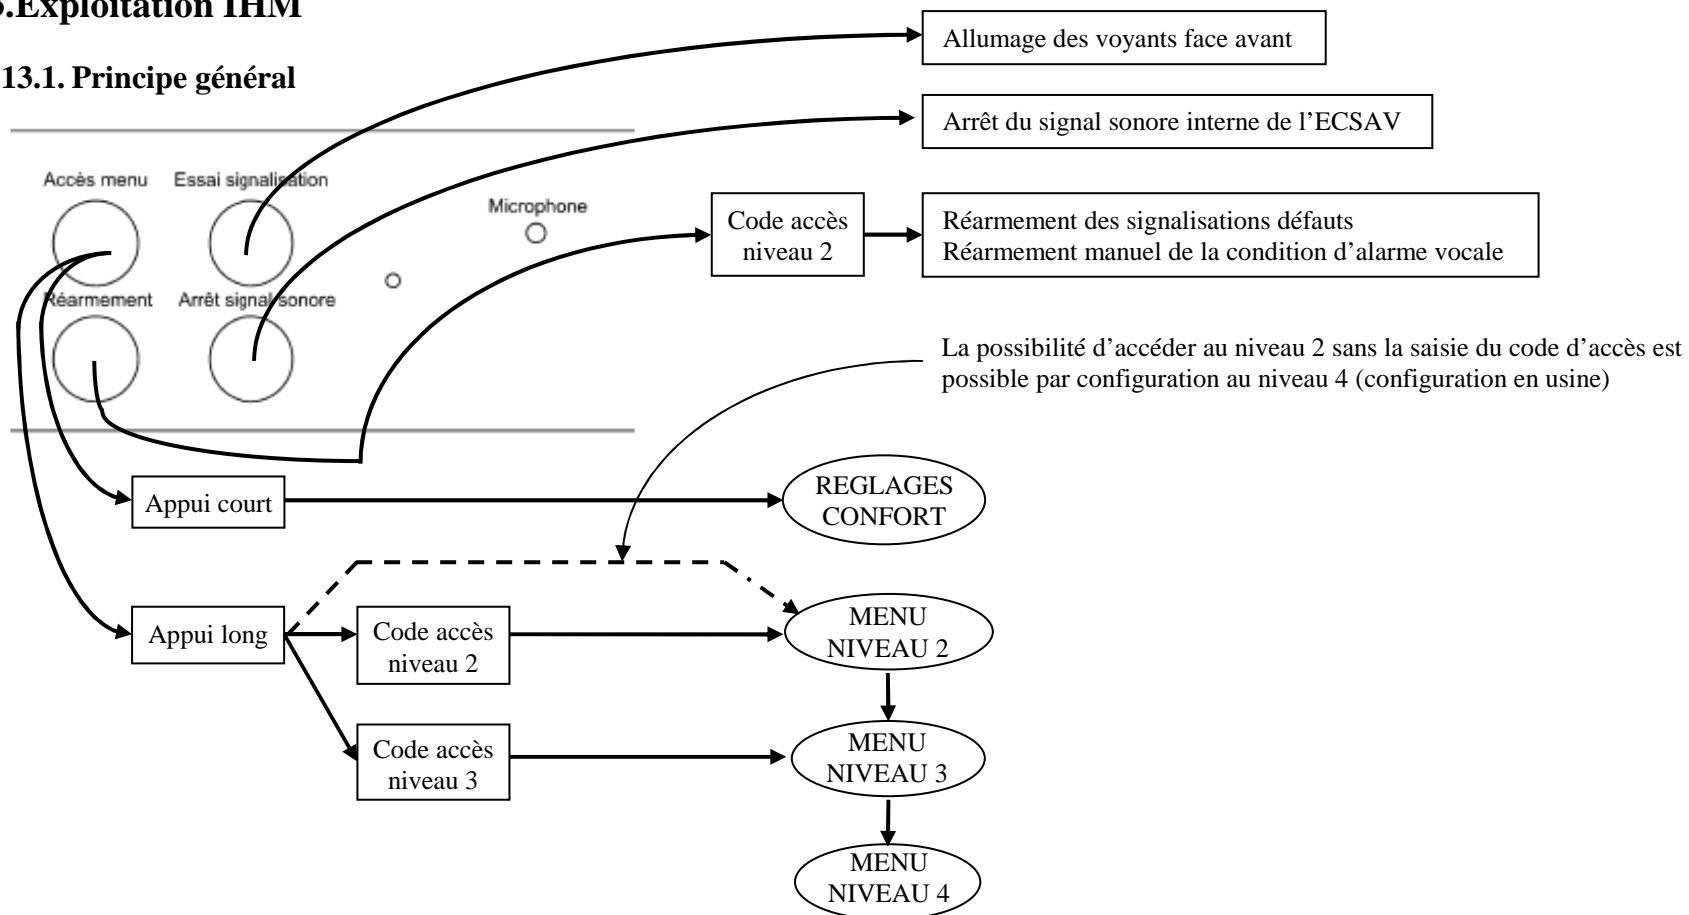 .Exploitation IHM
13.1. Principe général
Allumage des voyants face avant
Arrêt du signal sonore interne de l’ECSAV
Accès menu
Essai signalisation
Microphone
Code accès
niveau 2
Réarmement des signalisations défauts
Réarmement manuel de la condition d’alarme vocale
Réarmement
Arrêt signal sonore
La possibilité d’accéder au niveau 2 sans la saisie du code d’accès est
possible par configuration au niveau 4 (configuration en usine)
Appui court
REGLAGES
CONFORT
Appui long
Code accès
niveau 2
MENU
NIVEAU 2
Code accès
niveau 3
MENU
NIVEAU 3
MENU
NIVEAU 4